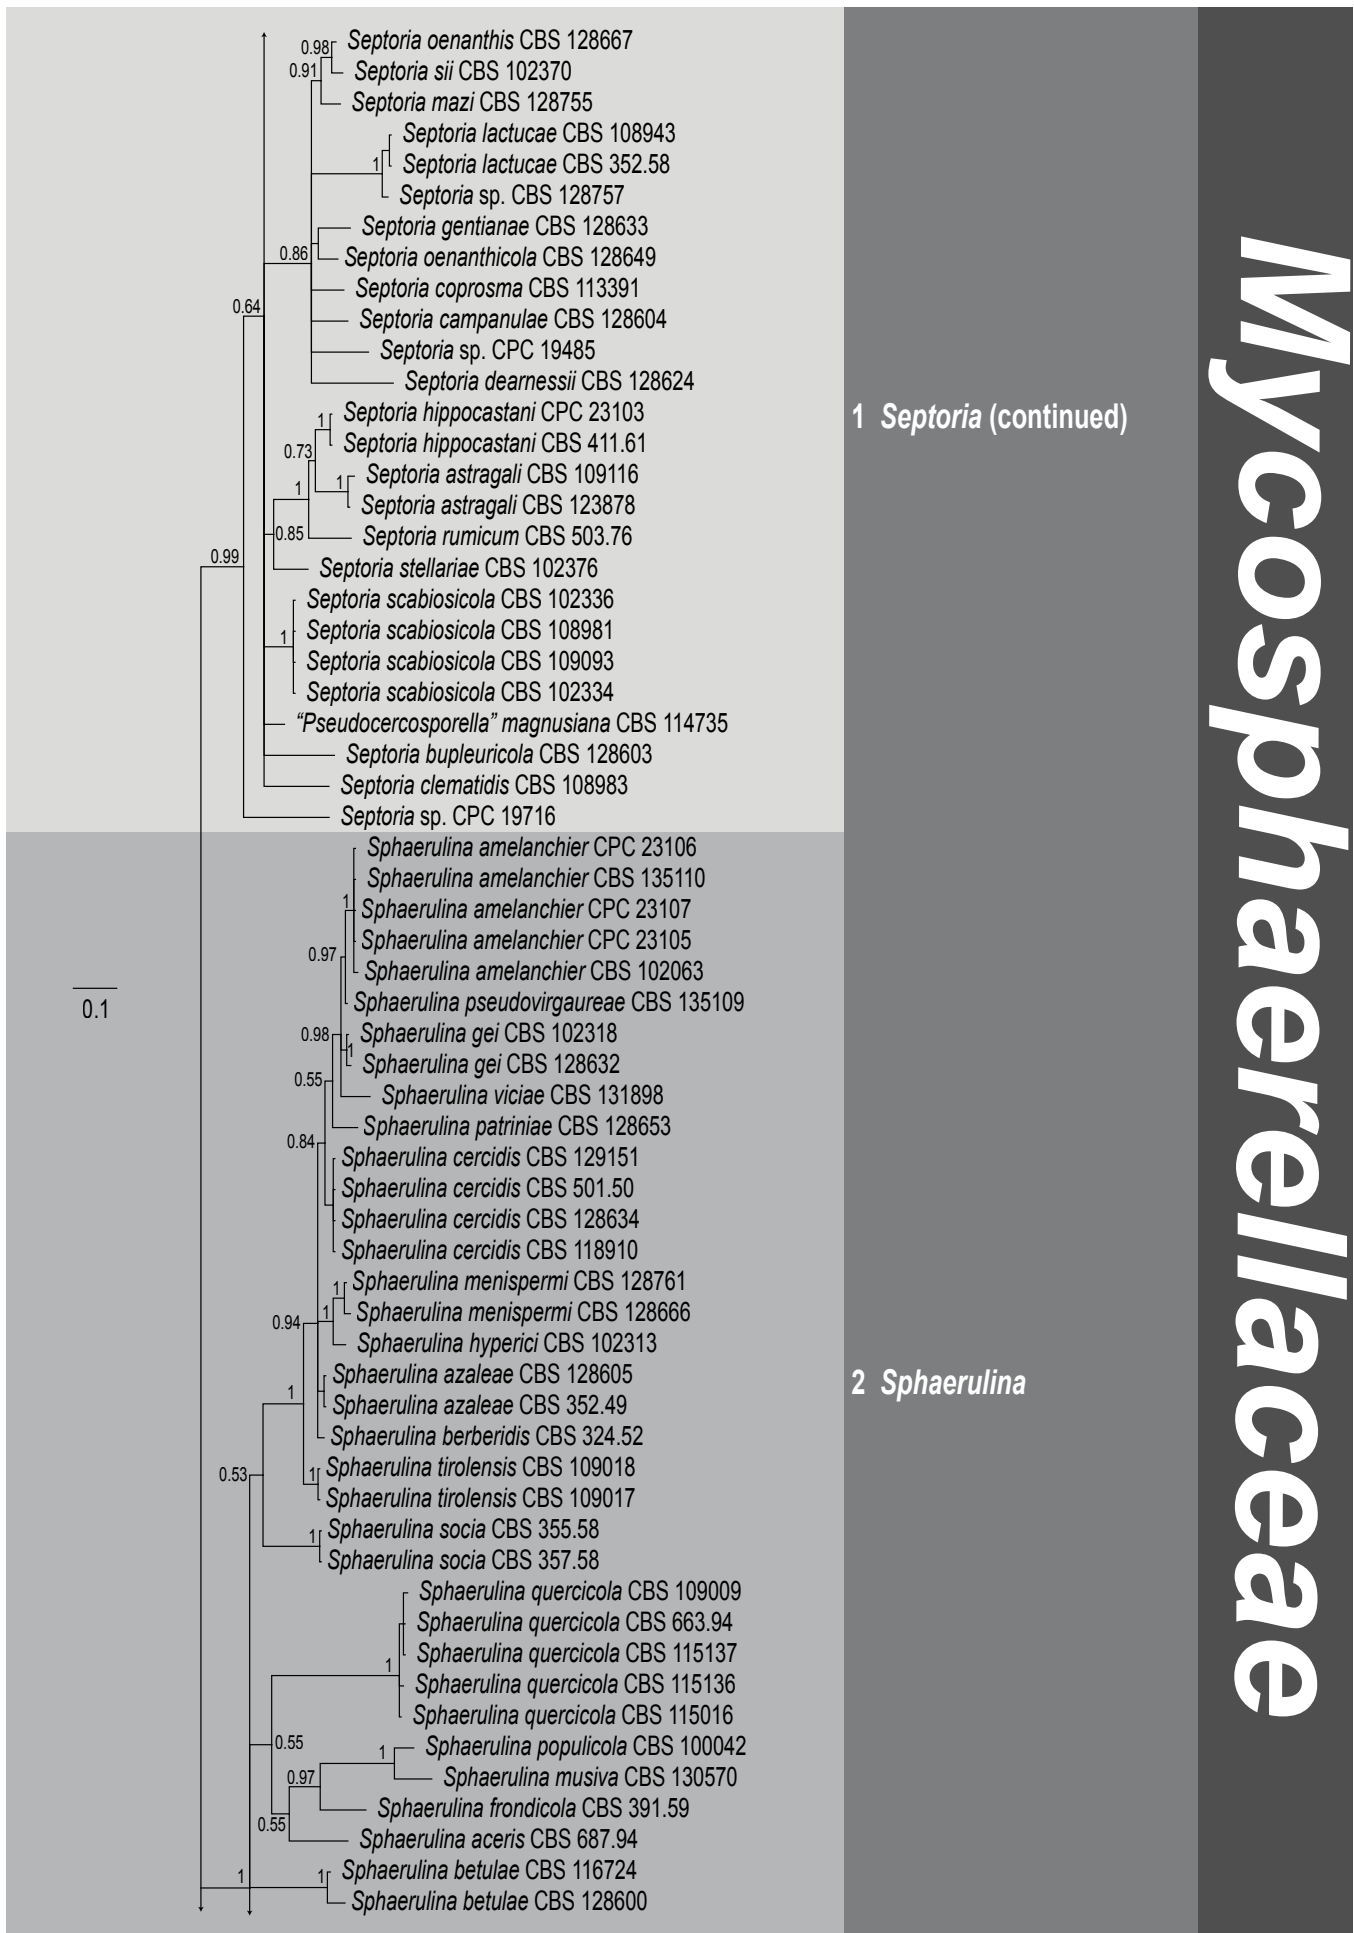 Septoria oenanthis CBS 128667
0.98
Septoria sii CBS 102370
0.91
Septoria mazi CBS 128755
Septoria lactucae CBS 108943
Septoria lactucae CBS 352.58
1
Septoria sp. CBS 128757
Septoria gentianae CBS 128633
0.86
Septoria oenanthicola CBS 128649
Septoria coprosma CBS 113391
0.64
Septoria campanulae CBS 128604
Septoria sp. CPC 19485
Septoria dearnessii CBS 128624
Septoria hippocastani CPC 23103
1
Septoria hippocastani CBS 411.61
0.73
Septoria astragali CBS 109116
1
1
Septoria astragali CBS 123878
0.85
Septoria rumicum CBS 503.76
0.99
Septoria stellariae CBS 102376
Septoria scabiosicola CBS 102336
Septoria scabiosicola CBS 108981
1
Septoria scabiosicola CBS 109093
Septoria scabiosicola CBS 102334
“Pseudocercosporella” magnusiana CBS 114735
Septoria bupleuricola CBS 128603
Septoria clematidis CBS 108983
Septoria sp. CPC 19716
1 Septoria (continued)
Sphaerulina amelanchier CPC 23106
Sphaerulina amelanchier CBS 135110
1
Sphaerulina amelanchier CPC 23107
Sphaerulina amelanchier CPC 23105
0.97
Sphaerulina amelanchier CBS 102063
Sphaerulina pseudovirgaureae CBS 135109
0.1
0.98
Sphaerulina gei CBS 102318
1
Sphaerulina gei CBS 128632
0.55
Sphaerulina viciae CBS 131898
Sphaerulina patriniae CBS 128653
0.84
Sphaerulina cercidis CBS 129151
Sphaerulina cercidis CBS 501.50
Sphaerulina cercidis CBS 128634
Sphaerulina cercidis CBS 118910
Sphaerulina menispermi CBS 128761
1
1
Sphaerulina menispermi CBS 128666
0.94
Sphaerulina hyperici CBS 102313
Sphaerulina azaleae CBS 128605
1
Sphaerulina azaleae CBS 352.49
Sphaerulina berberidis CBS 324.52
Sphaerulina tirolensis CBS 109018
1
0.53
Sphaerulina tirolensis CBS 109017
Sphaerulina socia CBS 355.58
1
Sphaerulina socia CBS 357.58
Sphaerulina quercicola CBS 109009
Sphaerulina quercicola CBS 663.94
Sphaerulina quercicola CBS 115137
1
Sphaerulina quercicola CBS 115136
Sphaerulina quercicola CBS 115016
0.55
Sphaerulina populicola CBS 100042
1
0.97
Sphaerulina musiva CBS 130570
Sphaerulina frondicola CBS 391.59
0.55
Sphaerulina aceris CBS 687.94
Sphaerulina betulae CBS 116724
1
1
Sphaerulina betulae CBS 128600
2 Sphaerulina
Mycosphaerellaceae